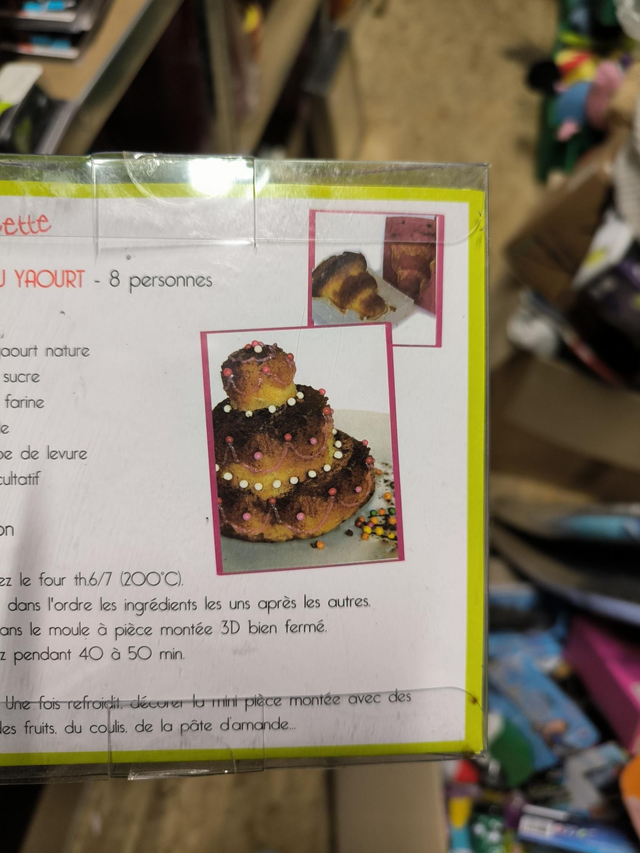 ette
U YAOURT - 8 personnes
aourt nature
sucre
farine
le
pe de levure
cultatif
on
ez le four th.6/7 (200°C).
dans l'ordre les ingrédients les uns après les autres.
ans le moule à pièce montée 3D bien fermé.
z pendant 40 à 50 min.
Une fois refroidit, décorer la mini pièce montée avec des
des fruits, du coulis, de la pâte d'amande...